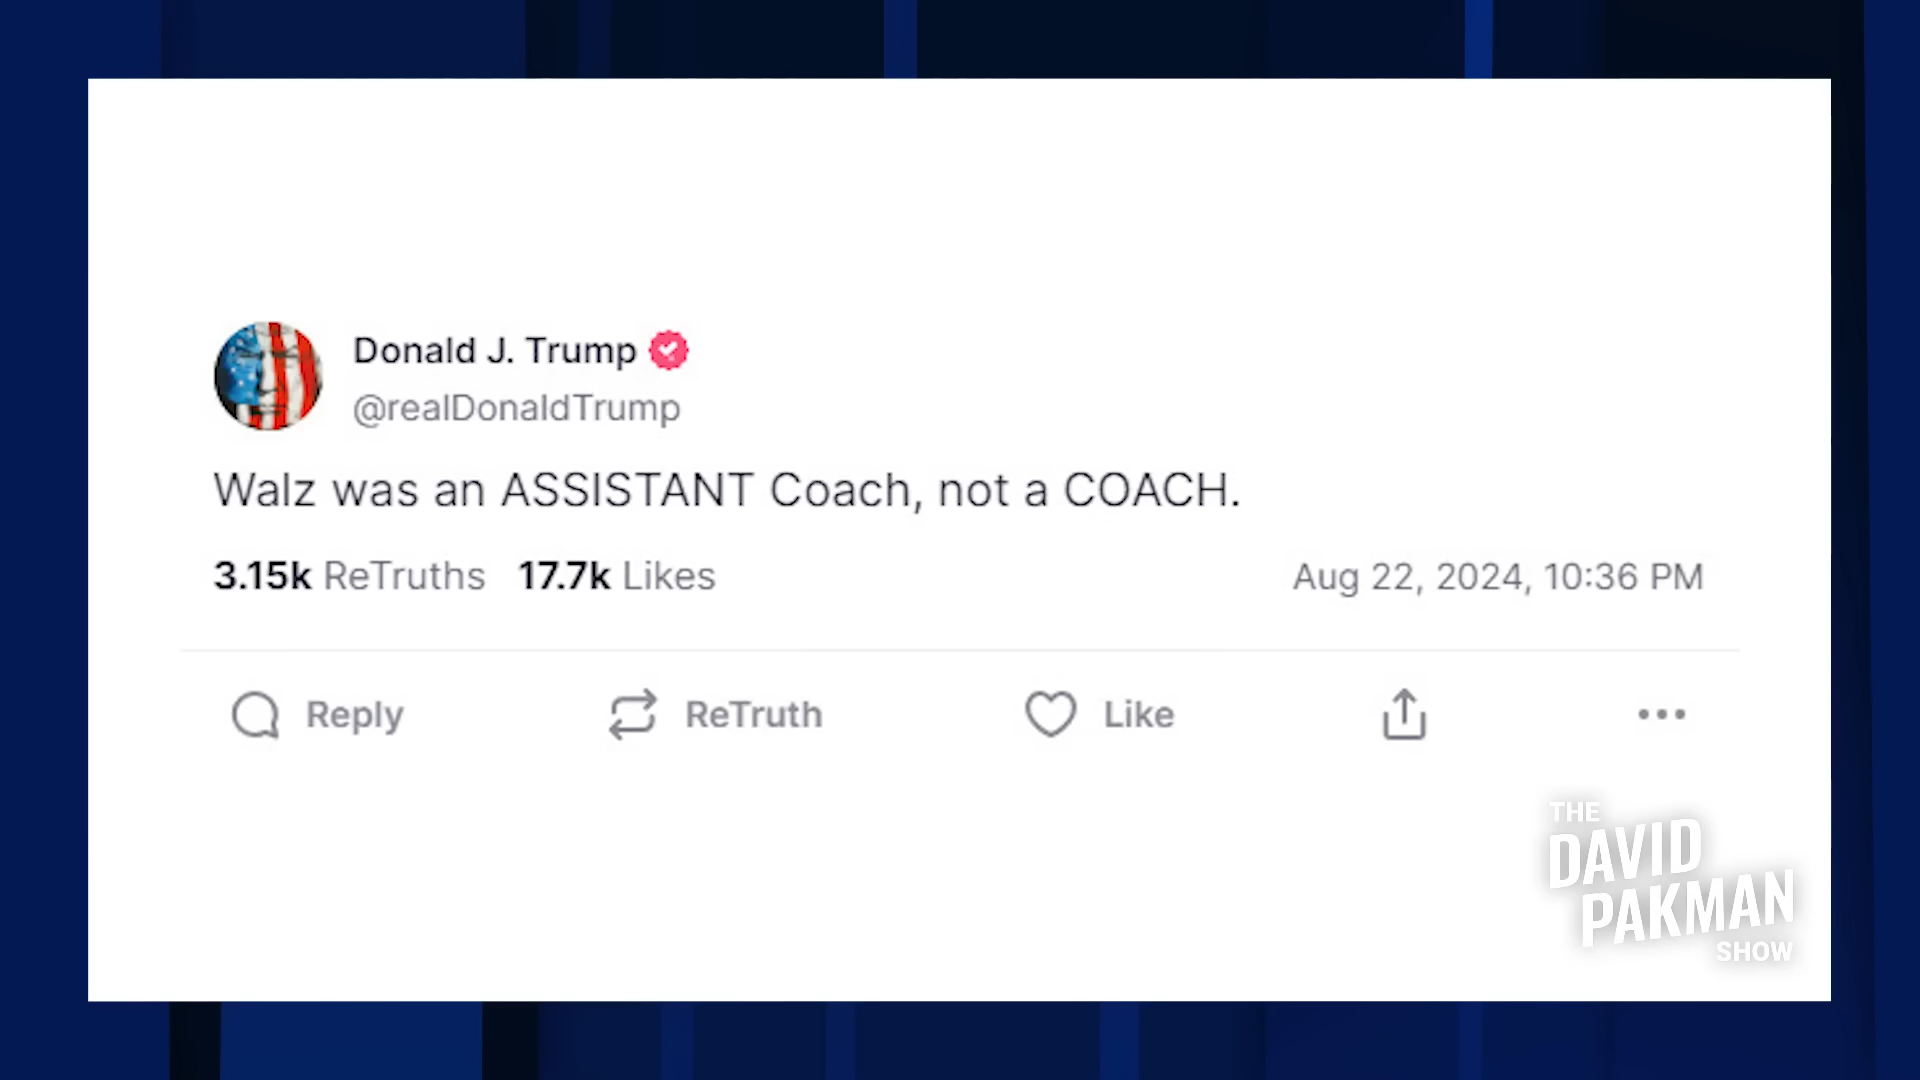 Donald J. Trump
@realDonaldTrump
Walz was an ASSISTANT Coach, not a COACH.
3.15k ReTruths 17.7k Likes Aug 22, 2024, 10:36 PM
Reply ReTruth Like
THE
DAVID
PAKMAN
SHOW